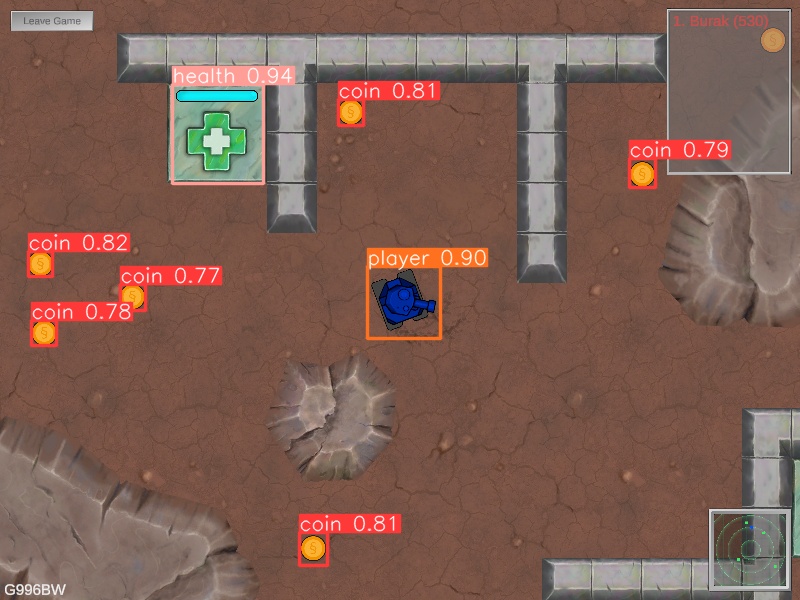 Leave Game
1. Burak (530)
health 0.94
coin 0.81
coin 0.79
coin 0.82
player 0.90
coin 0.77
coin 0.78
coin 0.81
G996BW